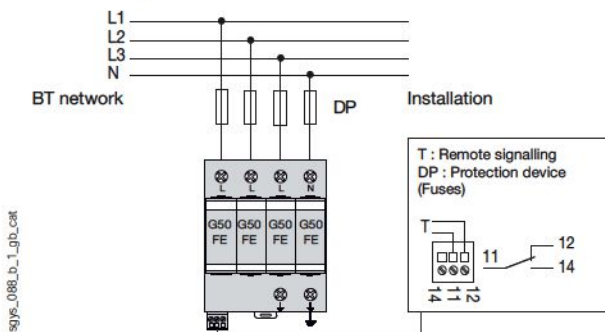 L1
L2
L3
N
BT network
DP
Installation
L L L N
G50 FE
G50 FE
G50 FE
G50 FE
T : Remote signalling
DP : Protection device
(Fuses)
T
11
12
14
14 11 12
sgys_088_b_1_gb_cat